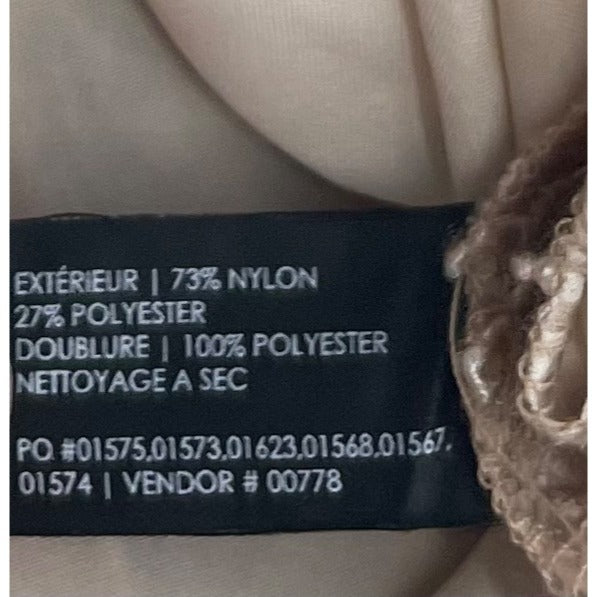 EXTÉRIEUR | 73% NYLON
27% POLYESTER
DOUBLURE | 100% POLYESTER
NETTOYAGE A SEC
PO #01575,01573,01623,01568,01567,
01574 | VENDOR # 00778